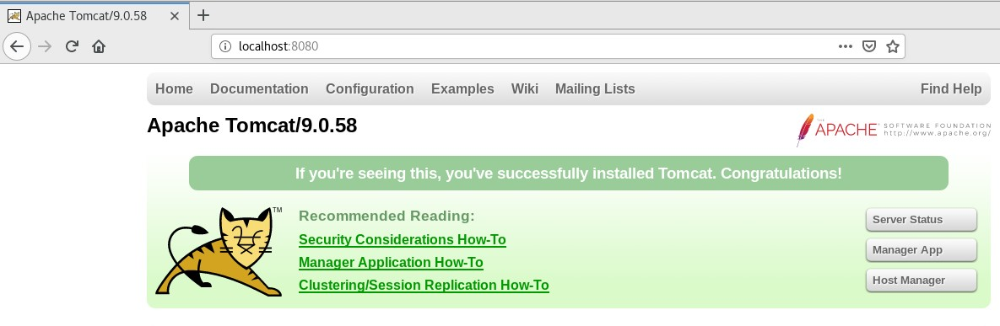 Apache Tomcat/9.0.58
localhost:8080
Home Documentation Configuration Examples Wiki Mailing Lists Find Help
Apache Tomcat/9.0.58
THE APACHE® SOFTWARE FOUNDATION
http://www.apache.org/
If you're seeing this, you've successfully installed Tomcat. Congratulations!
TM
Recommended Reading:
Security Considerations How-To
Manager Application How-To
Clustering/Session Replication How-To
Server Status
Manager App
Host Manager